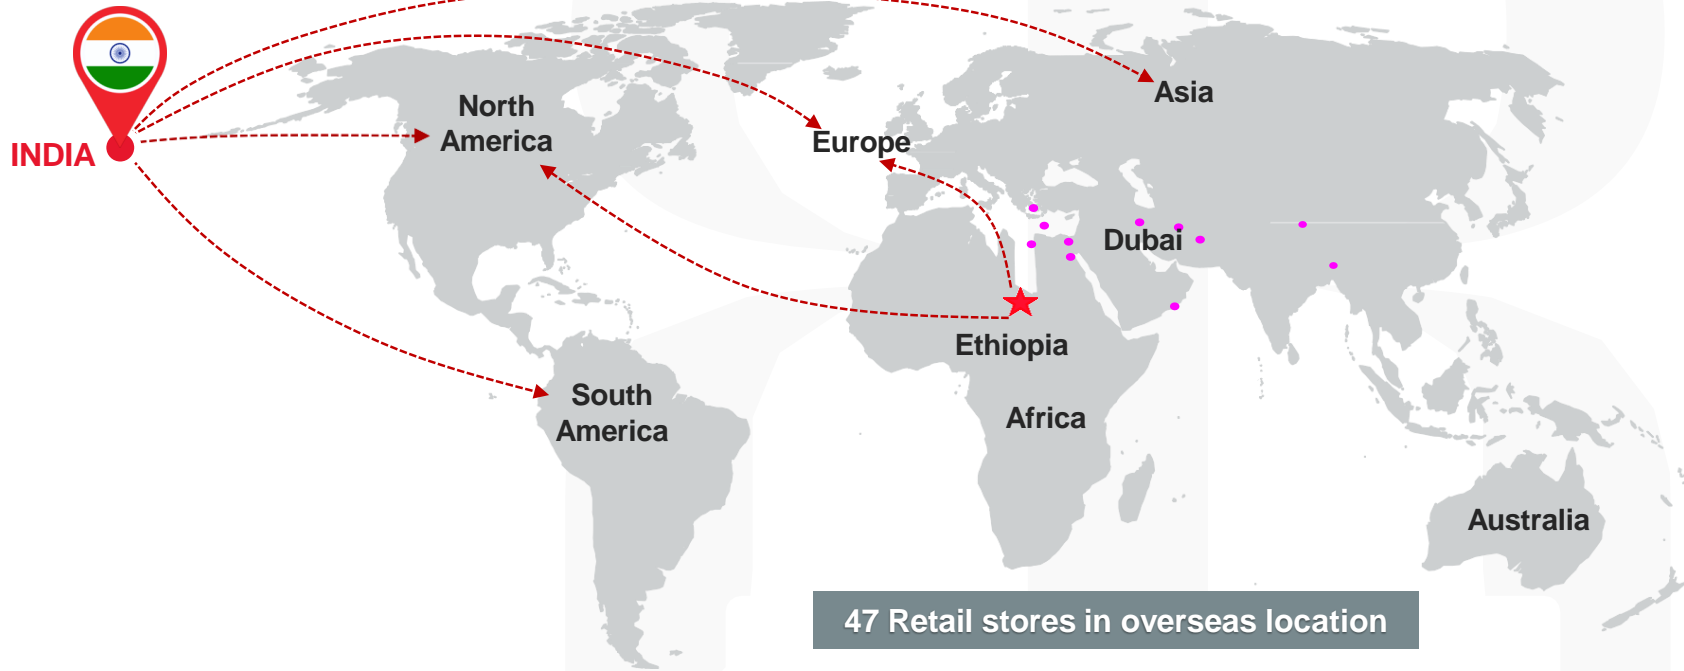 INDIA
North
America
Asia
Europe
Dubai
Ethiopia
South
America
Africa
Australia
47 Retail stores in overseas location